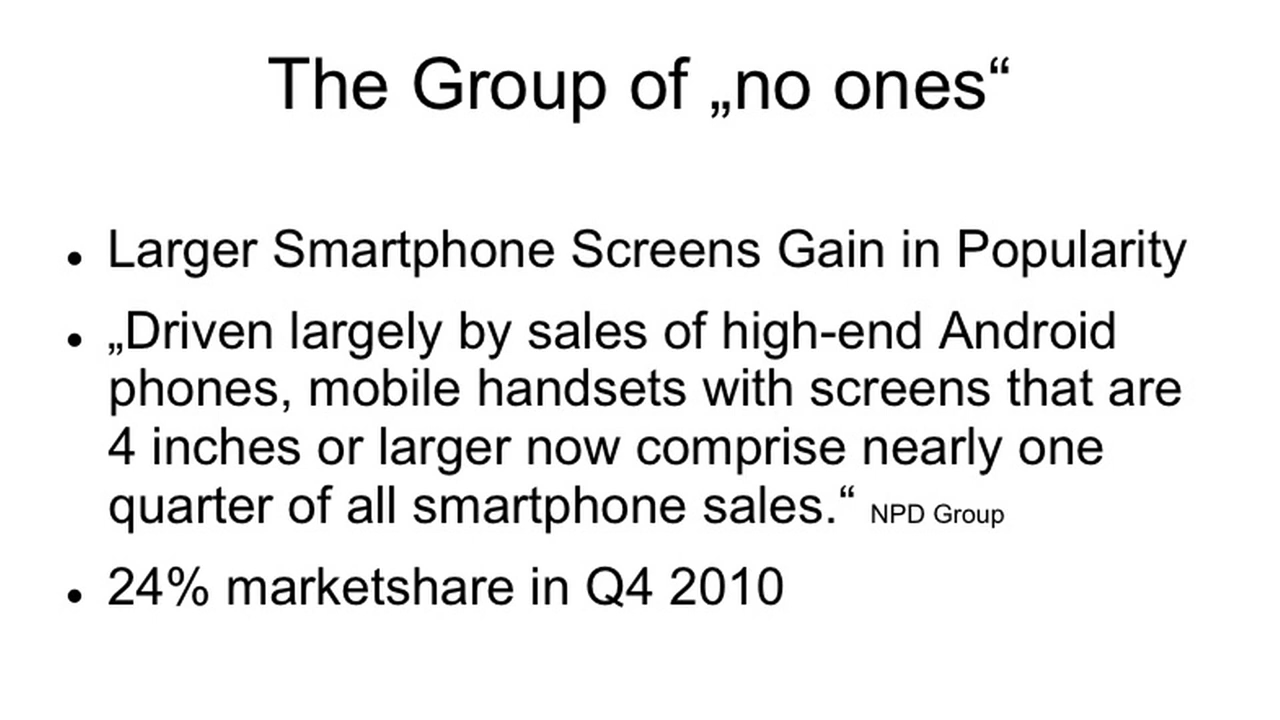 The Group of „no ones“
• Larger Smartphone Screens Gain in Popularity
• „Driven largely by sales of high-end Android
phones, mobile handsets with screens that are
4 inches or larger now comprise nearly one
quarter of all smartphone sales.“ NPD Group
• 24% marketshare in Q4 2010